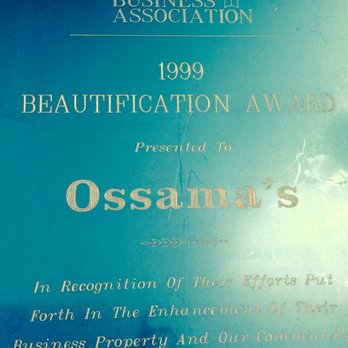 BUSINESS
ASSOCIATION
1999
BEAUTIFICATION AWARD
Presented To
Ossama's
In Recognition Of Their Efforts Put
Forth In The Enhancement Of Their
Business Property And Our Communit